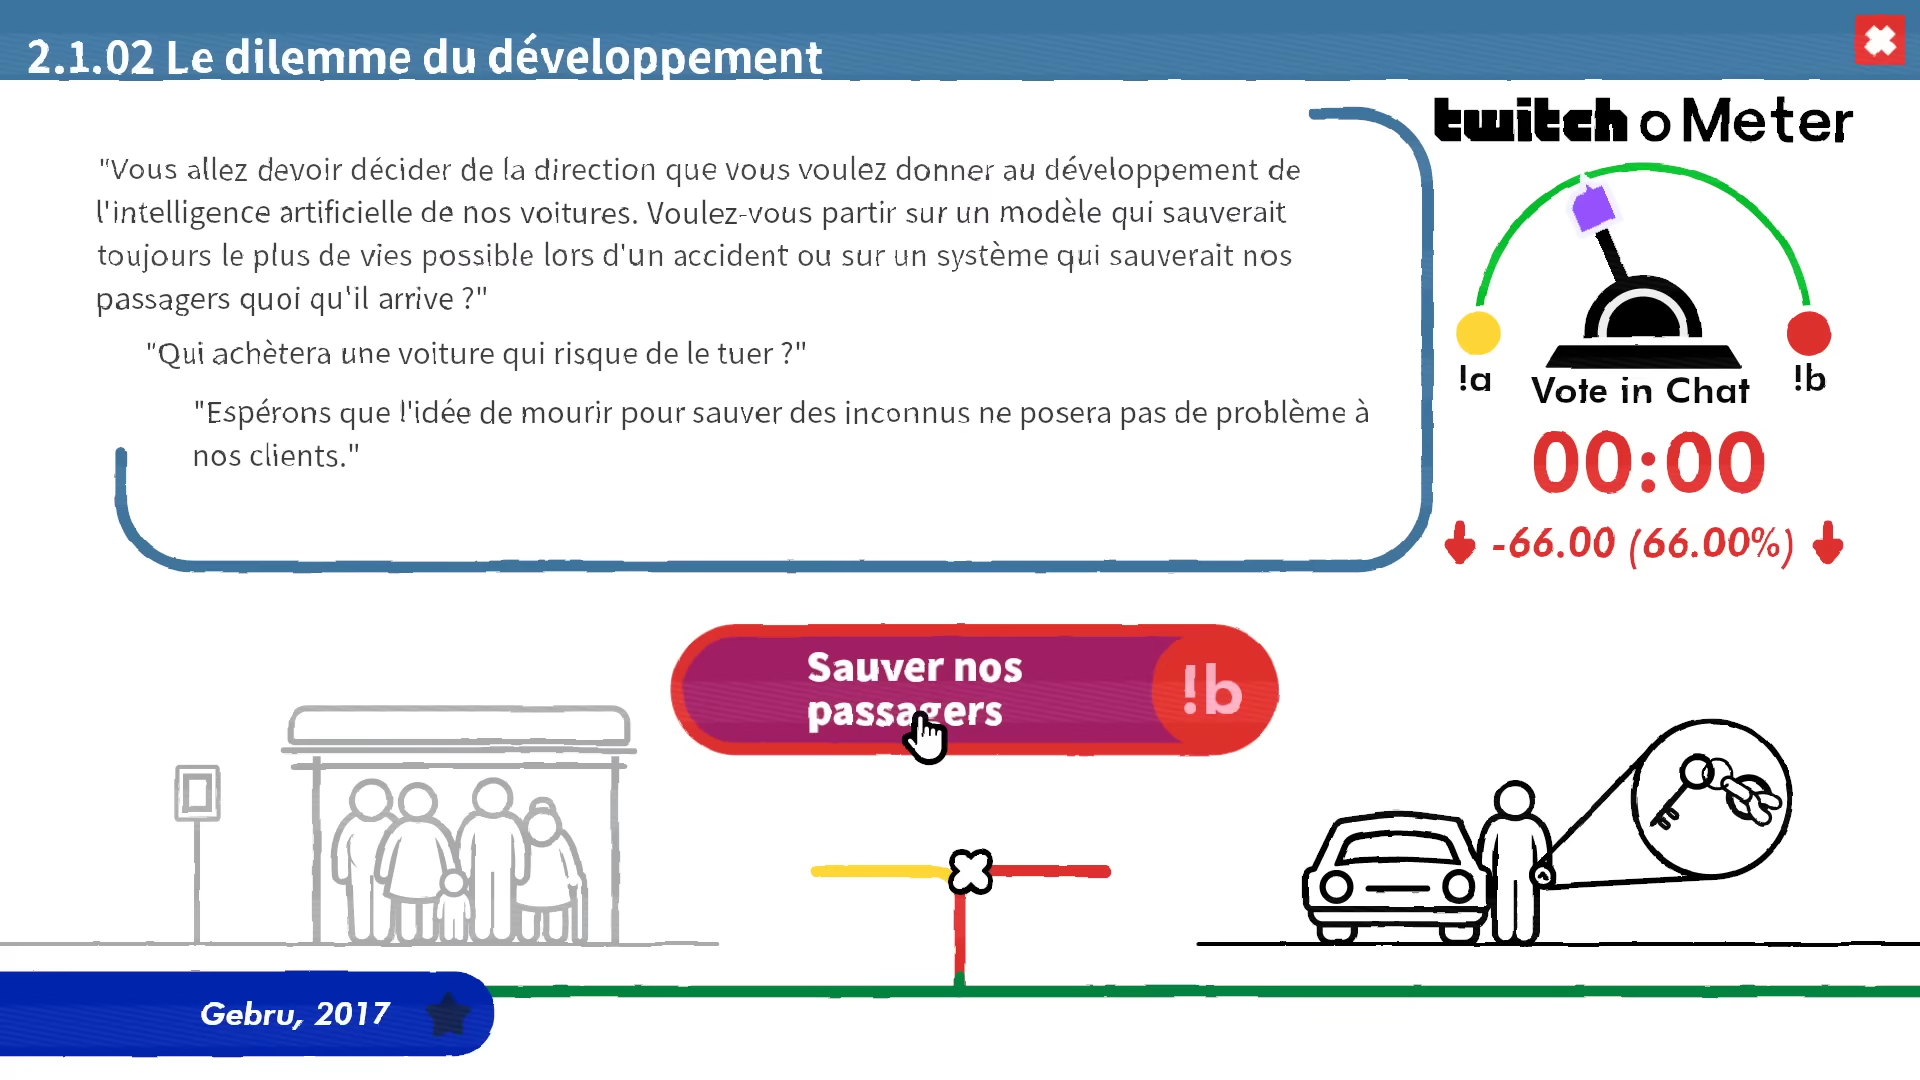 2.1.02 Le dilemme du développement
"Vous allez devoir décider de la direction que vous voulez donner au développement de
l'intelligence artificielle de nos voitures. Voulez-vous partir sur un modèle qui sauverait
toujours le plus de vies possible lors d'un accident ou sur un système qui sauverait nos
passagers quoi qu'il arrive ?"
"Qui achètera une voiture qui risque de le tuer ?"
"Espérons que l'idée de mourir pour sauver des inconnus ne posera pas de problème à
nos clients."
twitch o Meter
!a
Vote in Chat
!b
00:00
-66.00 (66.00%)
Sauver nos
passagers
!b
Gebru, 2017